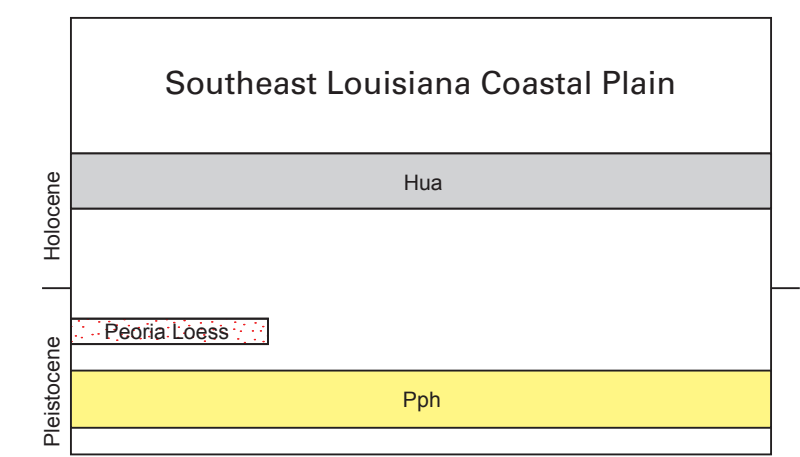 Southeast Louisiana Coastal Plain
Holocene
Hua
Peoria Loess
Pleistocene
Pph